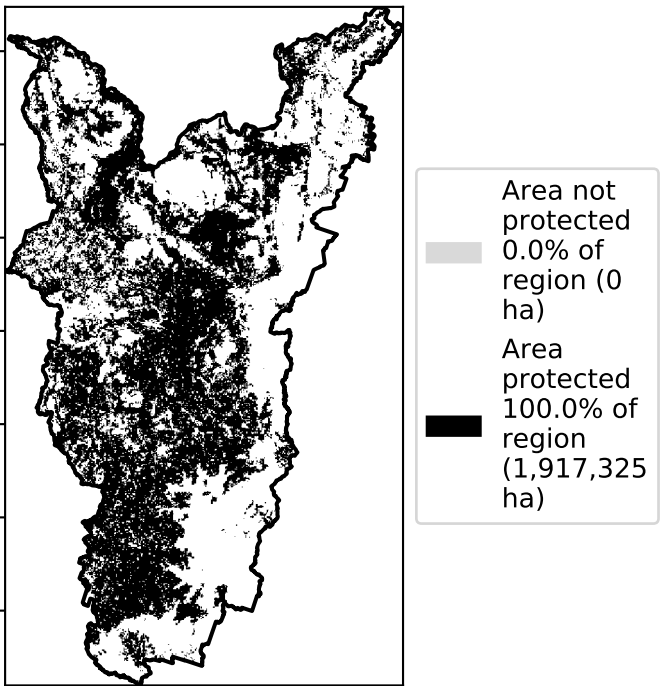 Area not
protected
0.0% of
region (0
ha)
Area
protected
100.0% of
region
(1,917,325
ha)